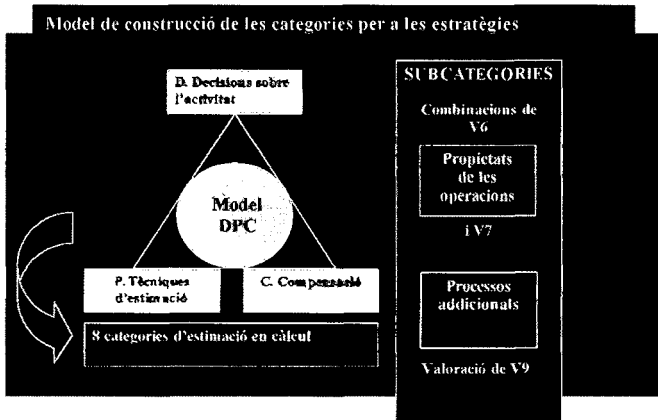 Model de construcció de les categories per a les estratègies
D. Decisions sobre
l'activitat
Model
DPC
P. Tècniques
d'estimació
C. Compensació
8 categories d'estimació en càlcul
SUBCATEGORIES
Combinacions de
V6
Propietats
de les
operacions
i V7
Processos
addicionals
Valoració de V9